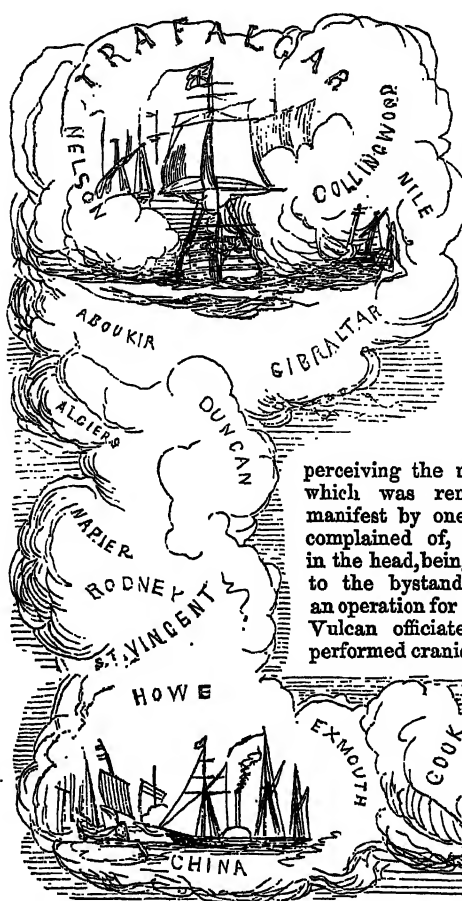 TRAFALGAR
NELSON
COLLINGWOOD
NILE
ABOUKIR
GIBRALTAR
ALGIERS
DUNCAN
NAPIER
RODNEY
ST. VINCENT
HOWE
EXMOUTH
COOK
CHINA
perceiving the
which was
manifest by one
complained of,
in the head, being
to the bystand
an operation for
Vulcan officiate
performed crani